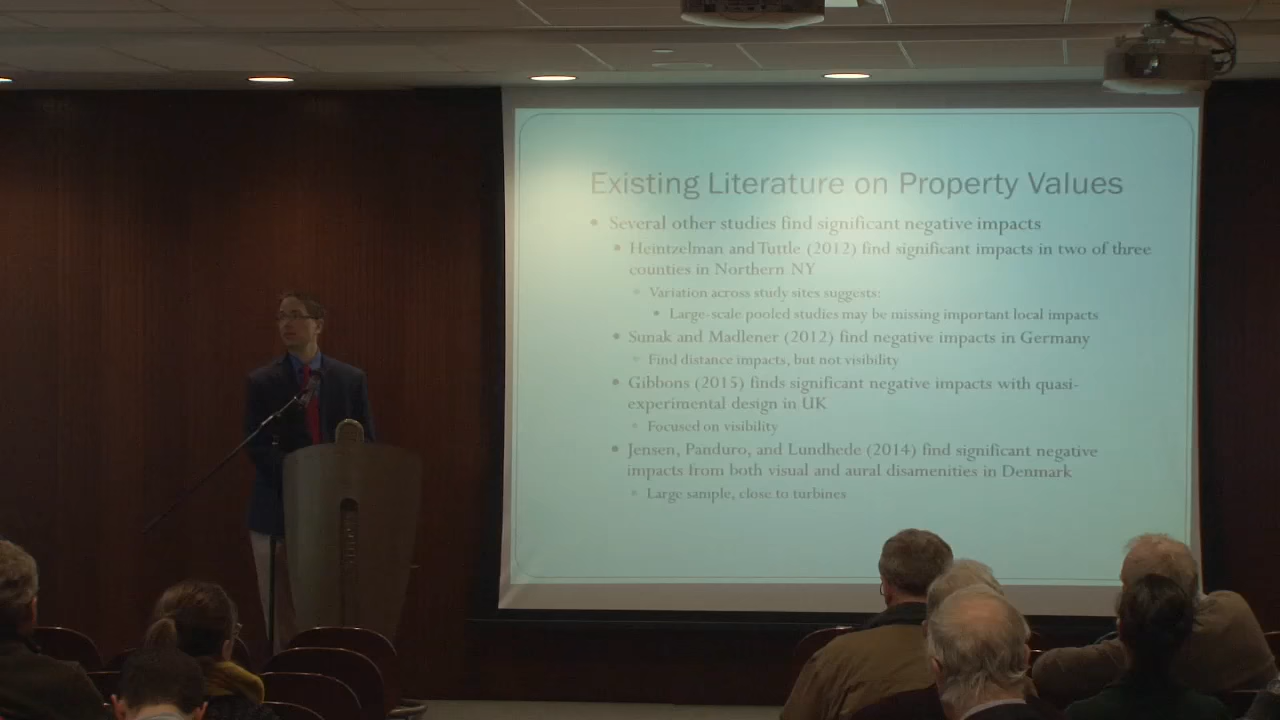 Existing Literature on Property Values
Several other studies find significant negative impacts
Heintzelman and Tuttle (2012) find significant impacts in two of three
counties in Northern NY
Variation across study sites suggests:
Large-scale pooled studies may be missing important local impacts
Sunak and Madlener (2012) find negative impacts in Germany
Find distance impacts, but not visibility
Gibbons (2015) finds significant negative impacts with quasi-
experimental design in UK
Focused on visibility
Jensen, Panduro, and Lundhede (2014) find significant negative
impacts from both visual and aural disamenities in Denmark
Large sample, close to turbines